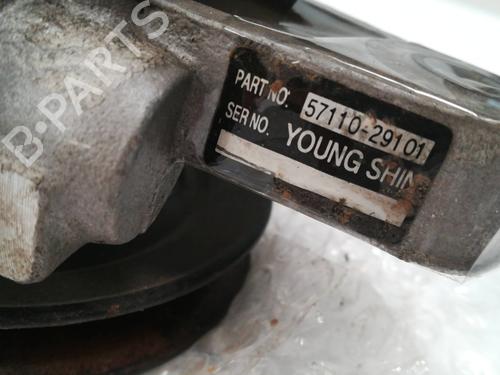 B-PARTS
PART NO: 57110-29101
SER NO. YOUNG SHIN